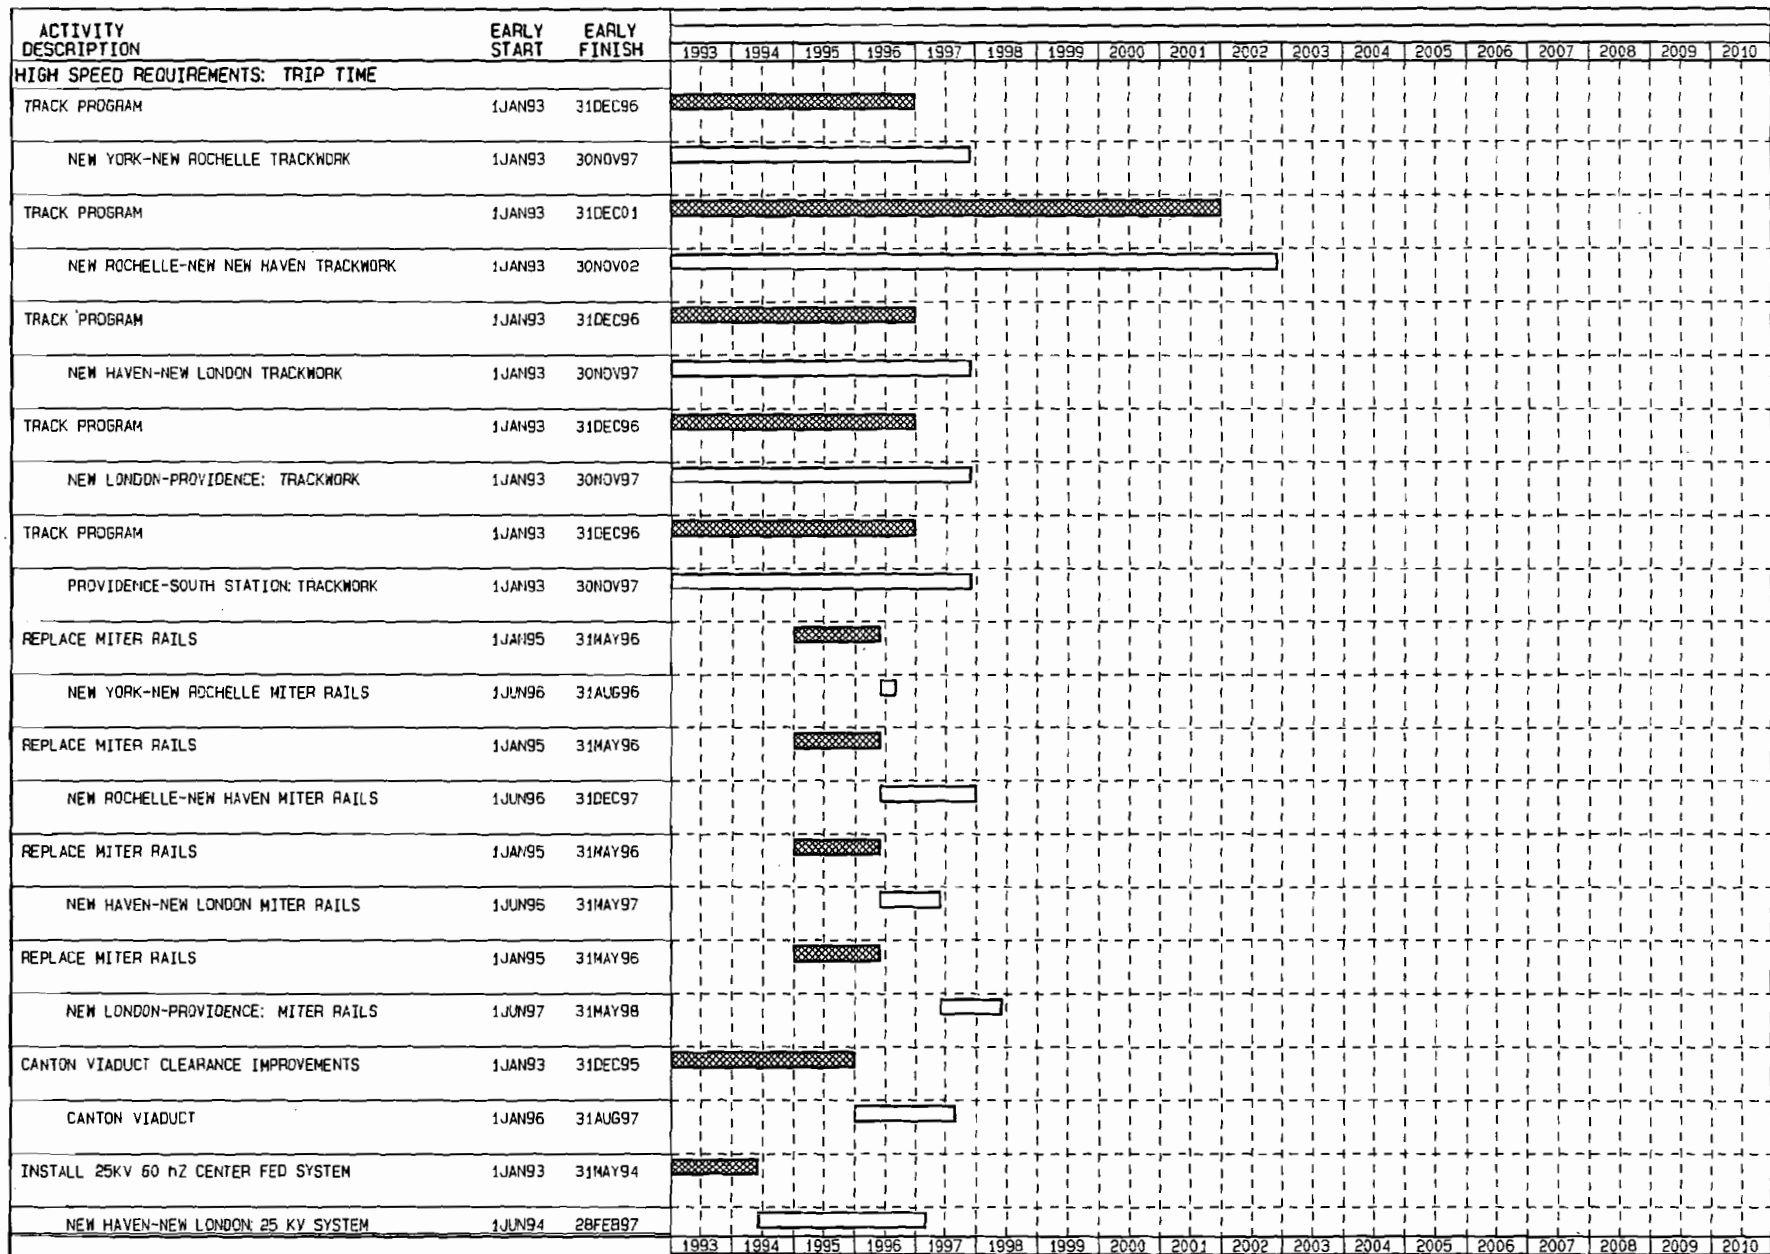 ACTIVITY DESCRIPTION EARLY START EARLY FINISH
1993 1994 1995 1996 1997 1998 1999 2000 2001 2002 2003 2004 2005 2006 2007 2008 2009 2010
HIGH SPEED REQUIREMENTS: TRIP TIME
TRACK PROGRAM 1JAN93 31DEC96
NEW YORK-NEW ROCHELLE TRACKWORK 1JAN93 30NOV97
TRACK PROGRAM 1JAN93 31DEC01
NEW ROCHELLE-NEW NEW HAVEN TRACKWORK 1JAN93 30NOV02
TRACK PROGRAM 1JAN93 31DEC96
NEW HAVEN-NEW LONDON TRACKWORK 1JAN93 30NOV97
TRACK PROGRAM 1JAN93 31DEC96
NEW LONDON-PROVIDENCE: TRACKWORK 1JAN93 30NOV97
TRACK PROGRAM 1JAN93 31DEC96
PROVIDENCE-SOUTH STATION: TRACKWORK 1JAN93 30NOV97
REPLACE MITER RAILS 1JAN95 31MAY96
NEW YORK-NEW ROCHELLE MITER RAILS 1JUN96 31AUG96
REPLACE MITER RAILS 1JAN95 31MAY96
NEW ROCHELLE-NEW HAVEN MITER RAILS 1JUN96 31DEC97
REPLACE MITER RAILS 1JAN95 31MAY96
NEW HAVEN-NEW LONDON MITER RAILS 1JUN96 31MAY97
REPLACE MITER RAILS 1JAN95 31MAY96
NEW LONDON-PROVIDENCE: MITER RAILS 1JUN97 31MAY98
CANTON VIADUCT CLEARANCE IMPROVEMENTS 1JAN93 31DEC95
CANTON VIADUCT 1JAN96 31AUG97
INSTALL 25KV 60 hZ CENTER FED SYSTEM 1JAN93 31MAY94
NEW HAVEN-NEW LONDON: 25 KV SYSTEM 1JUN94 28FEB97
1993 1994 1995 1996 1997 1998 1999 2000 2001 2002 2003 2004 2005 2006 2007 2008 2009 2010